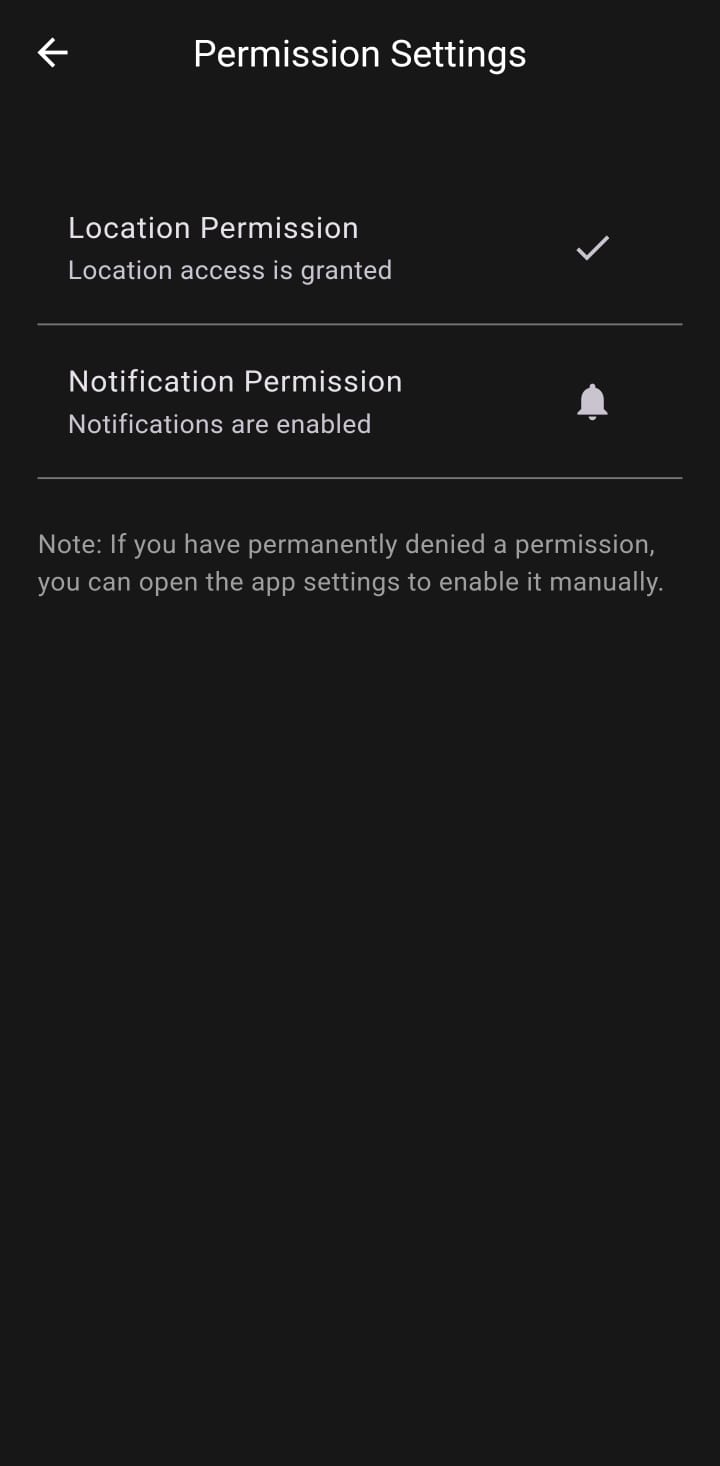 Permission Settings
Location Permission
Location access is granted
Notification Permission
Notifications are enabled
Note: If you have permanently denied a permission,
you can open the app settings to enable it manually.